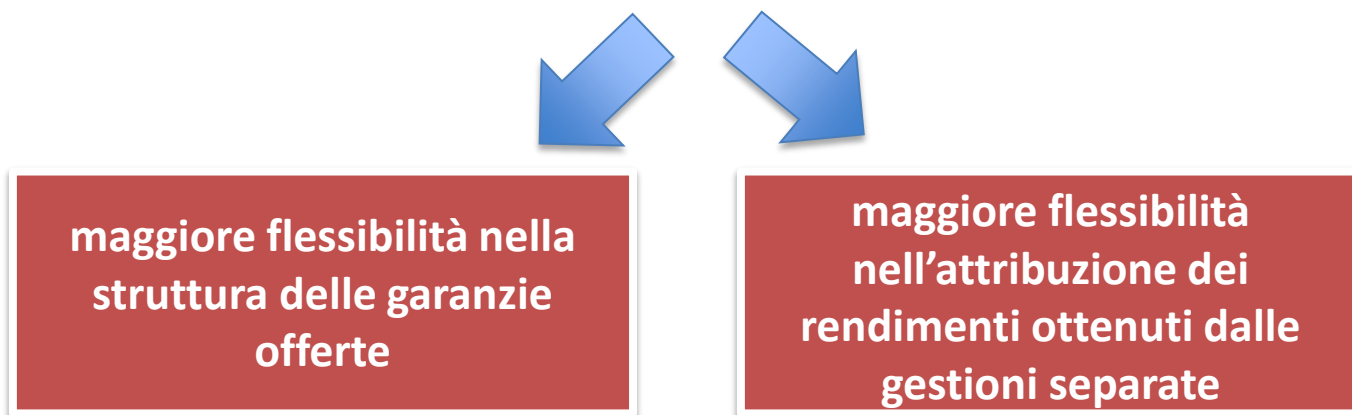 maggiore flessibilità nella
struttura delle garanzie
offerte
maggiore flessibilità
nell’attribuzione dei
rendimenti ottenuti dalle
gestioni separate